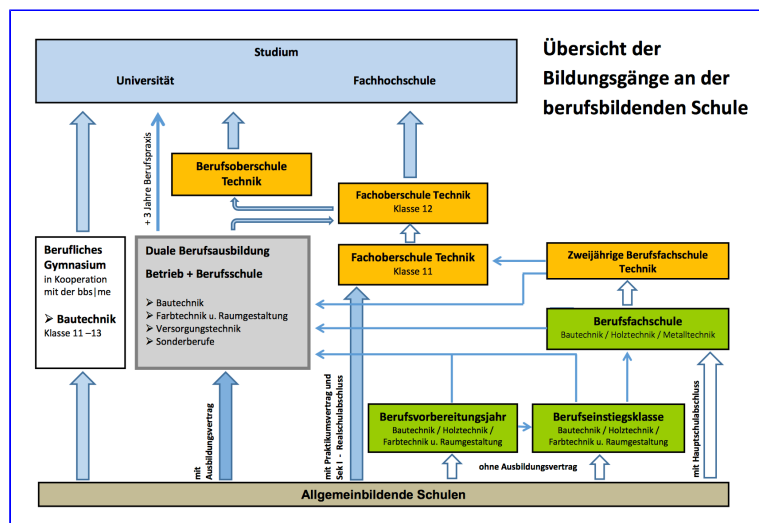 Übersicht der
Bildungsgänge an der
berufsbildenden Schule
Studium
Universität
Fachhochschule
+ 3 Jahre Berufspraxis
Berufsoberschule
Technik
Fachoberschule Technik
Klasse 12
Berufliches
Gymnasium
in Kooperation
mit der bbs|me
➢ Bautechnik
Klasse 11 –13
Duale Berufsausbildung
Betrieb + Berufsschule
➢ Bautechnik
➢ Farbtechnik u. Raumgestaltung
➢ Versorgungstechnik
➢ Sonderberufe
Fachoberschule Technik
Klasse 11
Zweijährige Berufsfachschule
Technik
Berufsfachschule
Bautechnik / Holztechnik / Metalltechnik
mit
Ausbildungsvertrag
mit Praktikumsvertrag und
Sek I - Realschulabschluss
Berufsvorbereitungsjahr
Bautechnik / Holztechnik /
Farbtechnik u. Raumgestaltung
Berufseinstiegsklasse
Bautechnik / Holztechnik/
Farbtechnik u. Raumgestaltung
mit Hauptschulabschluss
ohne Ausbildungsvertrag
Allgemeinbildende Schulen